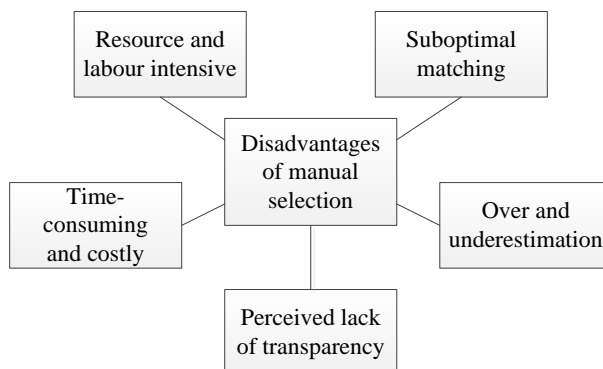 Resource and
labour intensive
Suboptimal
matching
Disadvantages
of manual
selection
Time-
consuming
and costly
Over and
underestimation
Perceived lack
of transparency